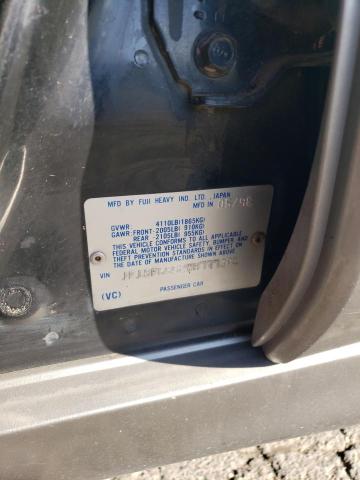 MFD BY FUJI HEAVY IND. LTD., JAPAN
MFD IN
GVWR: 4110LB(1865KG)
GAWR:FRONT-2005LB( 910KG)
REAR -2105LB( 955KG)
THIS VEHICLE CONFORMS TO ALL APPLICABLE
FEDERAL MOTOR VEHICLE SAFETY, BUMPER, AND
THEFT PREVENTION STANDARDS IN EFFECT ON
THE DATE OF MANUFACTURE SHOWN ABOVE.
VIN
(VC) PASSENGER CAR